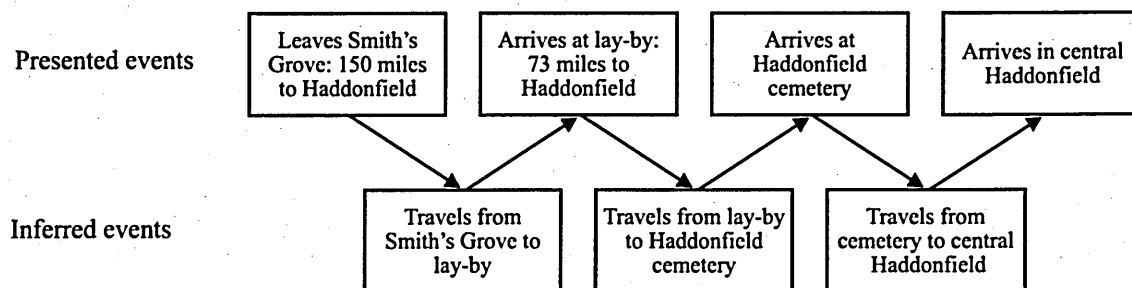 Presented events
Leaves Smith's
Grove: 150 miles
to Haddonfield
Arrives at lay-by:
73 miles to
Haddonfield
Arrives at
Haddonfield
cemetery
Arrives in central
Haddonfield
Inferred events
Travels from
Smith's Grove to
lay-by
Travels from lay-by
to Haddonfield
cemetery
Travels from
cemetery to central
Haddonfield